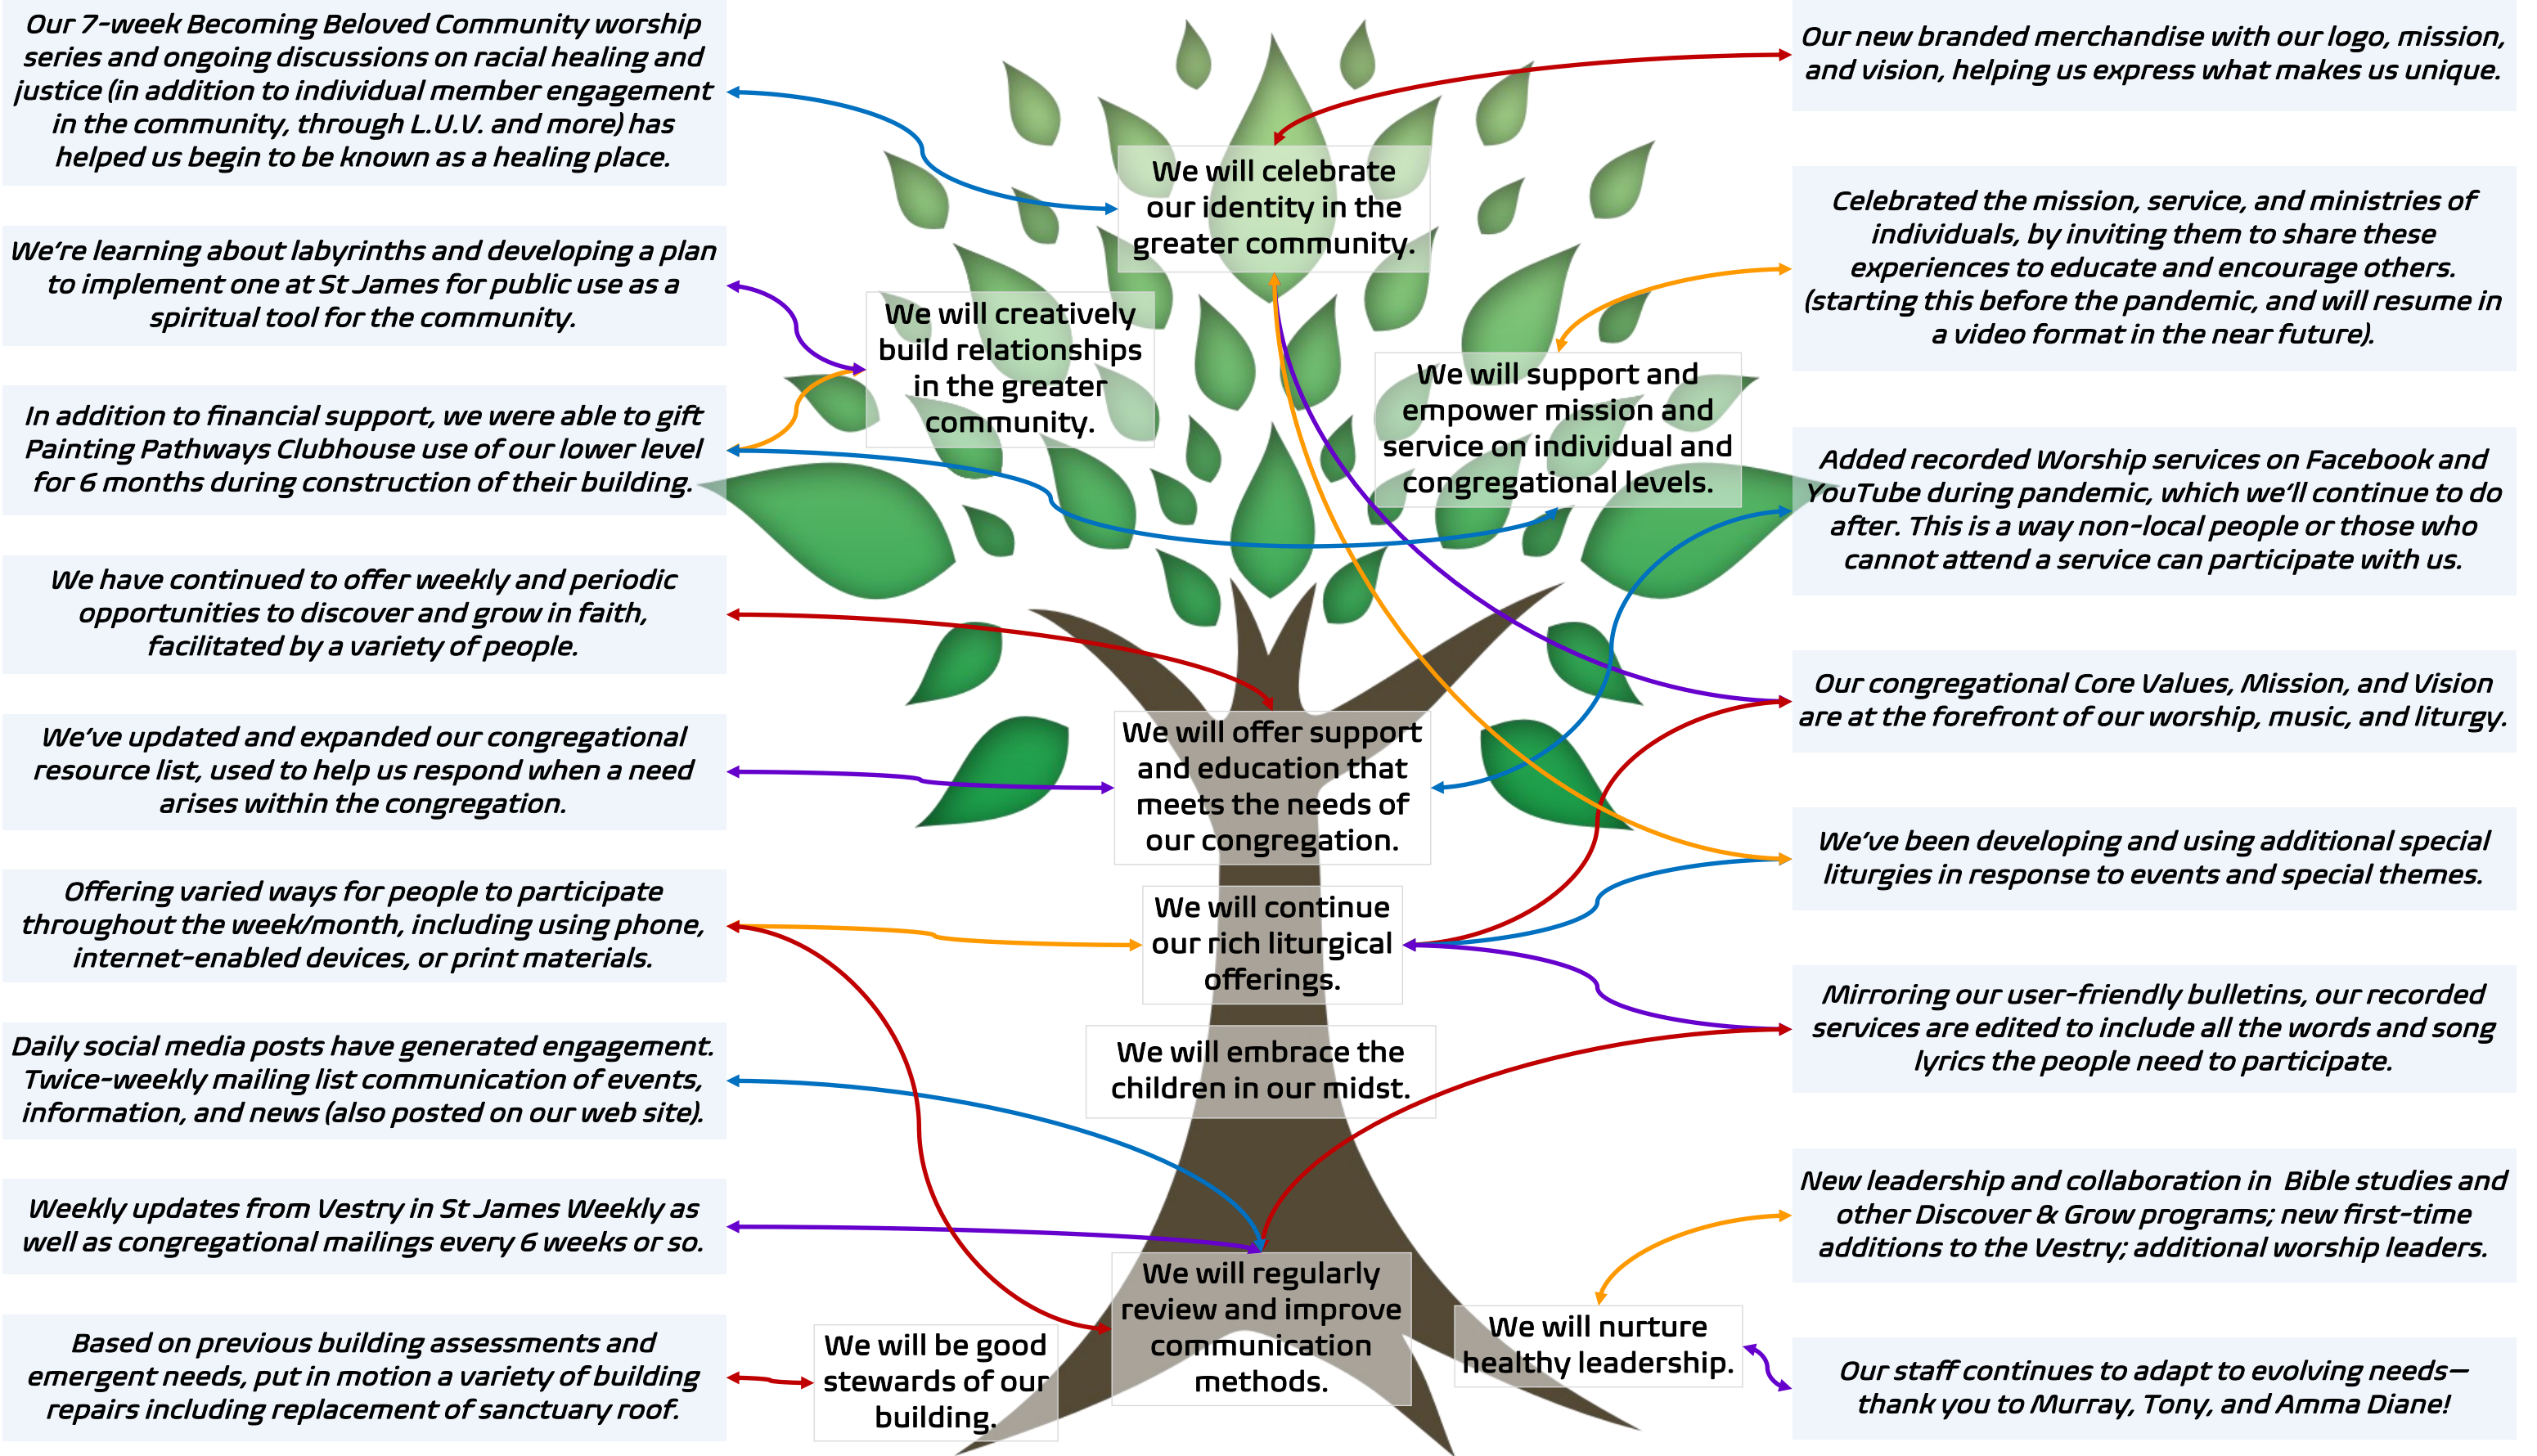 Our 7-week Becoming Beloved Community worship
series and ongoing discussions on racial healing and
justice (in addition to individual member engagement
in the community, through L.U.V. and more) has
helped us begin to be known as a healing place.
We’re learning about labyrinths and developing a plan
to implement one at St James for public use as a
spiritual tool for the community.
In addition to financial support, we were able to gift
Painting Pathways Clubhouse use of our lower level
for 6 months during construction of their building.
We have continued to offer weekly and periodic
opportunities to discover and grow in faith,
facilitated by a variety of people.
We’ve updated and expanded our congregational
resource list, used to help us respond when a need
arises within the congregation.
Offering varied ways for people to participate
throughout the week/month, including using phone,
internet-enabled devices, or print materials.
Daily social media posts have generated engagement.
Twice-weekly mailing list communication of events,
information, and news (also posted on our web site).
Weekly updates from Vestry in St James Weekly as
well as congregational mailings every 6 weeks or so.
Based on previous building assessments and
emergent needs, put in motion a variety of building
repairs including replacement of sanctuary roof.
We will celebrate
our identity in the
greater community.
We will creatively
build relationships
in the greater
community.
We will support and
empower mission and
service on individual and
congregational levels.
We will offer support
and education that
meets the needs of
our congregation.
We will continue
our rich liturgical
offerings.
We will embrace the
children in our midst.
We will regularly
review and improve
communication
methods.
We will be good
stewards of our
building.
We will nurture
healthy leadership.
Our new branded merchandise with our logo, mission,
and vision, helping us express what makes us unique.
Celebrated the mission, service, and ministries of
individuals, by inviting them to share these
experiences to educate and encourage others.
(starting this before the pandemic, and will resume in
a video format in the near future).
Added recorded Worship services on Facebook and
YouTube during pandemic, which we’ll continue to do
after. This is a way non-local people or those who
cannot attend a service can participate with us.
Our congregational Core Values, Mission, and Vision
are at the forefront of our worship, music, and liturgy.
We’ve been developing and using additional special
liturgies in response to events and special themes.
Mirroring our user-friendly bulletins, our recorded
services are edited to include all the words and song
lyrics the people need to participate.
New leadership and collaboration in Bible studies and
other Discover & Grow programs; new first-time
additions to the Vestry; additional worship leaders.
Our staff continues to adapt to evolving needs—
thank you to Murray, Tony, and Amma Diane!